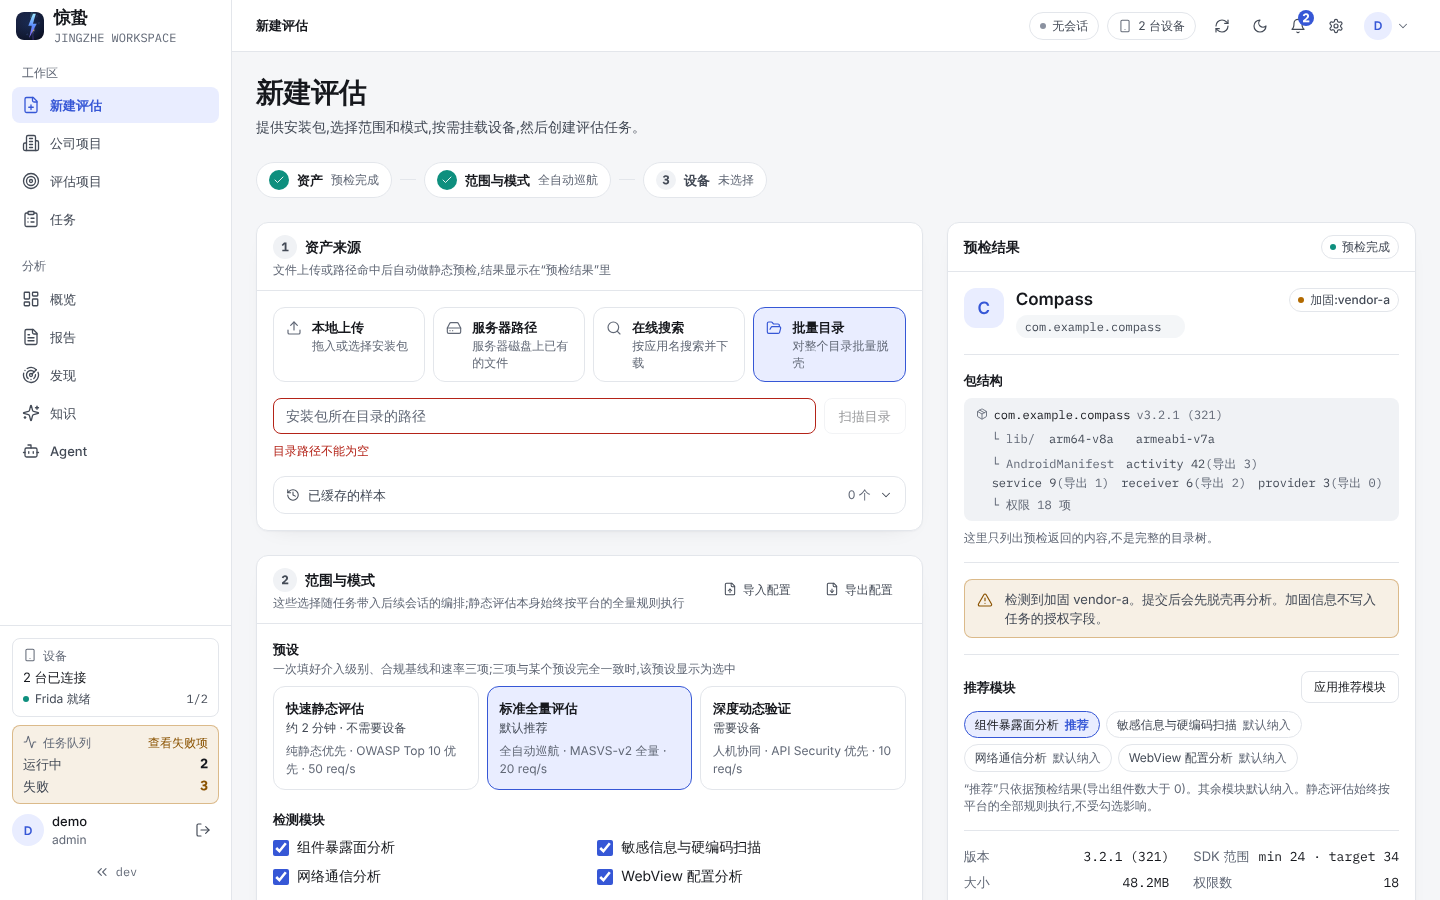 惊蛰
JINGZHE WORKSPACE
工作区
新建评估
公司项目
评估项目
任务
分析
概览
报告
发现
知识
Agent
设备
2 台已连接
Frida 就绪 1/2
任务队列 查看失败项
运行中 2
失败 3
D demo
admin
dev
新建评估
无会话 2 台设备 2 D
新建评估
提供安装包,选择范围和模式,按需挂载设备,然后创建评估任务。
资产 预检完成 范围与模式 全自动巡航 3 设备 未选择
1 资产来源
文件上传或路径命中后自动做静态预检,结果显示在“预检结果”里
本地上传
拖入或选择安装包
服务器路径
服务器磁盘上已有
的文件
在线搜索
按应用名搜索并下
载
批量目录
对整个目录批量脱
壳
安装包所在目录的路径 扫描目录
目录路径不能为空
已缓存的样本 0 个
2 范围与模式
这些选择随任务带入后续会话的编排;静态评估本身始终按平台的全量规则执行
导入配置 导出配置
预设
一次填好介入级别、合规基线和速率三项;三项与某个预设完全一致时,该预设显示为选中
快速静态评估
约 2 分钟 · 不需要设备
纯静态优先 · OWASP Top 10 优
先 · 50 req/s
标准全量评估
默认推荐
全自动巡航 · MASVS-v2 全量 ·
20 req/s
深度动态验证
需要设备
人机协同 · API Security 优先 · 10
req/s
检测模块
组件暴露面分析 敏感信息与硬编码扫描
网络通信分析 WebView 配置分析
预检结果 预检完成
C Compass 加固:vendor-a
com.example.compass
包结构
com.example.compass v3.2.1 (321)
└ lib/ arm64-v8a armeabi-v7a
└ AndroidManifest activity 42(导出 3)
service 9(导出 1) receiver 6(导出 2) provider 3(导出 0)
└ 权限 18 项
这里只列出预检返回的内容,不是完整的目录树。
检测到加固 vendor-a。提交后会先脱壳再分析。加固信息不写入
任务的授权字段。
推荐模块 应用推荐模块
组件暴露面分析 推荐 敏感信息与硬编码扫描 默认纳入
网络通信分析 默认纳入 WebView 配置分析 默认纳入
“推荐”只依据预检结果(导出组件数大于 0)。其余模块默认纳入。静态评估始终按
平台的全部规则执行,不受勾选影响。
版本 3.2.1 (321) SDK 范围 min 24 · target 34
大小 48.2MB 权限数 18